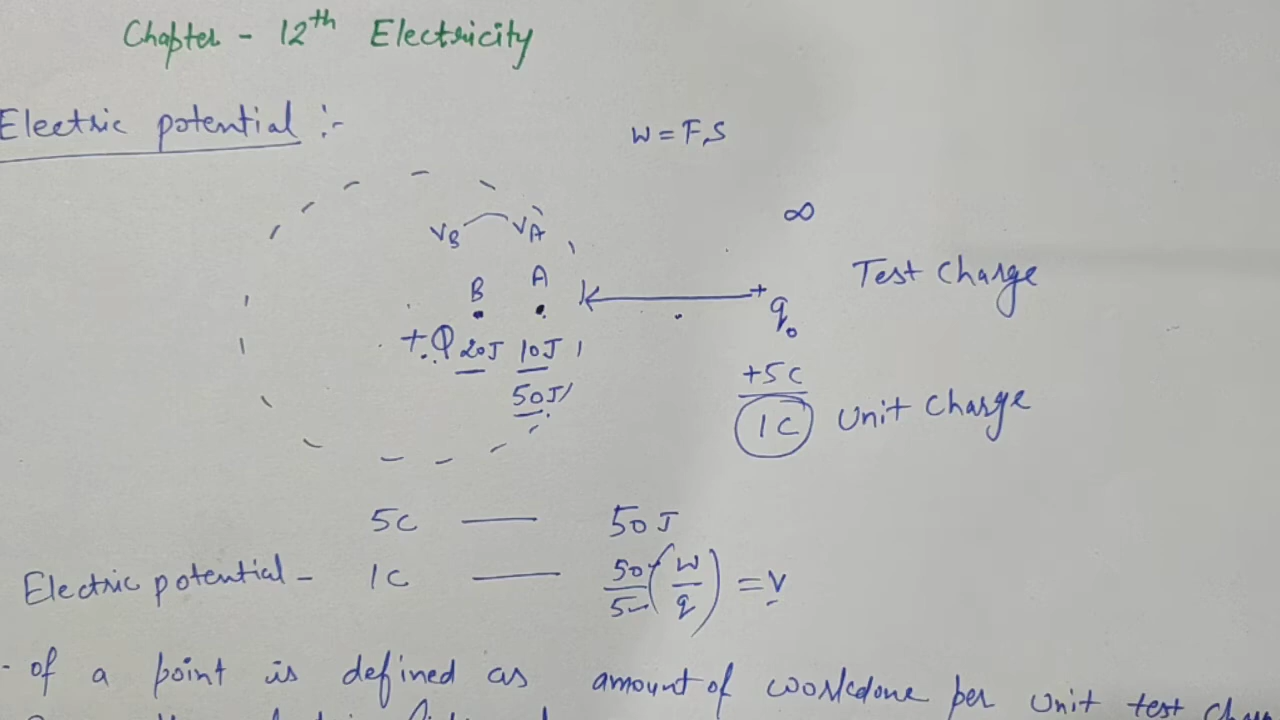 Chapter - 12th Electricity
Electric potential :-
W = F.S
∞
VB VA
Test Charge
B A
+ q₀
+Q 20J 10J
+5C
50J
1C Unit Charge
5C — 50J
Electric potential - 1C — 50/5 (W/q) = V
- of a point is defined as amount of workdone per unit test